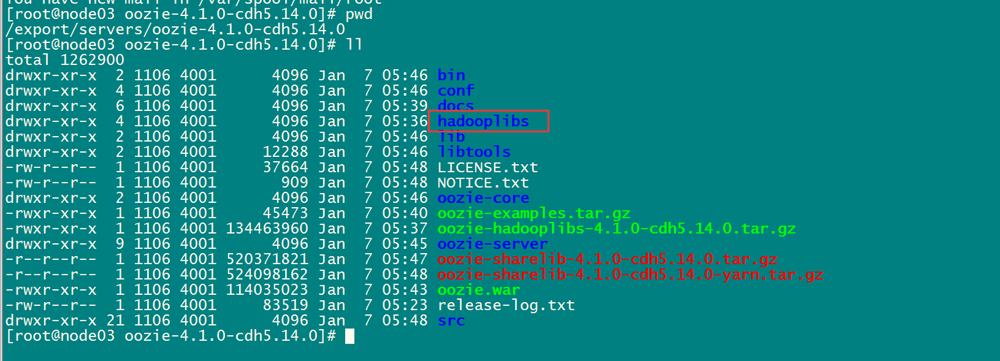 You have new mail in /var/spool/mail/root
[root@node03 oozie-4.1.0-cdh5.14.0]# pwd
/export/servers/oozie-4.1.0-cdh5.14.0
[root@node03 oozie-4.1.0-cdh5.14.0]# ll
total 1262900
drwxr-xr-x  2 1106 4001      4096 Jan  7 05:46 bin
drwxr-xr-x  4 1106 4001      4096 Jan  7 05:46 conf
drwxr-xr-x  6 1106 4001      4096 Jan  7 05:39 docs
drwxr-xr-x  4 1106 4001      4096 Jan  7 05:36 hadooplibs
drwxr-xr-x  2 1106 4001      4096 Jan  7 05:46 lib
drwxr-xr-x  2 1106 4001     12288 Jan  7 05:46 libtools
-rw-r--r--  1 1106 4001     37664 Jan  7 05:48 LICENSE.txt
-rw-r--r--  1 1106 4001       909 Jan  7 05:48 NOTICE.txt
drwxr-xr-x  2 1106 4001      4096 Jan  7 05:46 oozie-core
-rwxr-xr-x  1 1106 4001     45473 Jan  7 05:40 oozie-examples.tar.gz
-rwxr-xr-x  1 1106 4001 134463960 Jan  7 05:37 oozie-hadooplibs-4.1.0-cdh5.14.0.tar.gz
drwxr-xr-x  9 1106 4001      4096 Jan  7 05:45 oozie-server
-r--r--r--  1 1106 4001 520371821 Jan  7 05:47 oozie-sharelib-4.1.0-cdh5.14.0.tar.gz
-r--r--r--  1 1106 4001 524098162 Jan  7 05:48 oozie-sharelib-4.1.0-cdh5.14.0-yarn.tar.gz
-rwxr-xr-x  1 1106 4001 114035023 Jan  7 05:43 oozie.war
-rw-r--r--  1 1106 4001     83519 Jan  7 05:23 release-log.txt
drwxr-xr-x 21 1106 4001      4096 Jan  7 05:48 src
[root@node03 oozie-4.1.0-cdh5.14.0]#